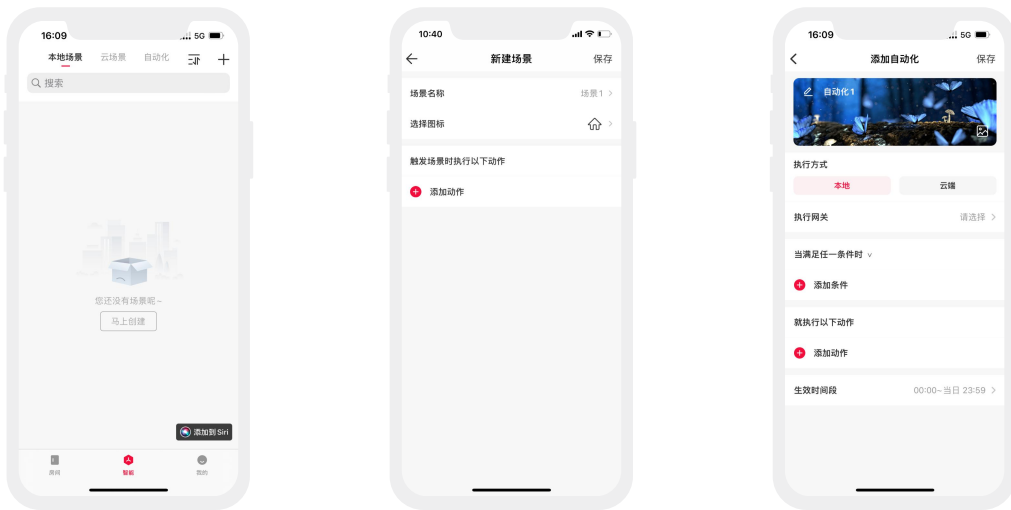 16:09
5G
本地场景 云场景 自动化
搜索
您还没有场景呢~
马上创建
添加到 Siri
房间 智能 我的
10:40
新建场景 保存
场景名称 场景1
选择图标
触发场景时执行以下动作
添加动作
16:09
5G
添加自动化 保存
自动化1
执行方式
本地 云端
执行网关 请选择
当满足任一条件时
添加条件
就执行以下动作
添加动作
生效时间段 00:00~当日 23:59